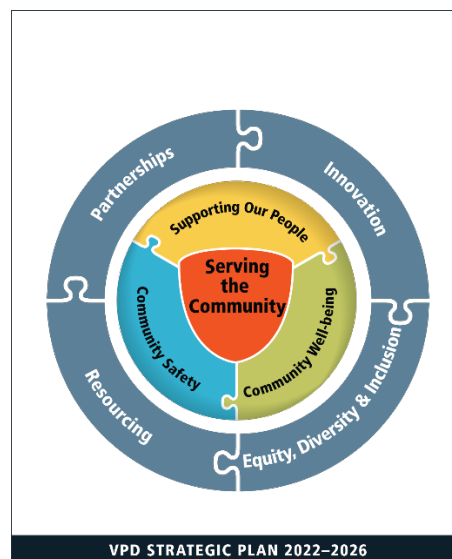 Partnerships
Innovation
Supporting Our People
Serving
the
Community
Community Safety
Community Well-being
Resourcing
Equity, Diversity & Inclusion
VPD STRATEGIC PLAN 2022–2026